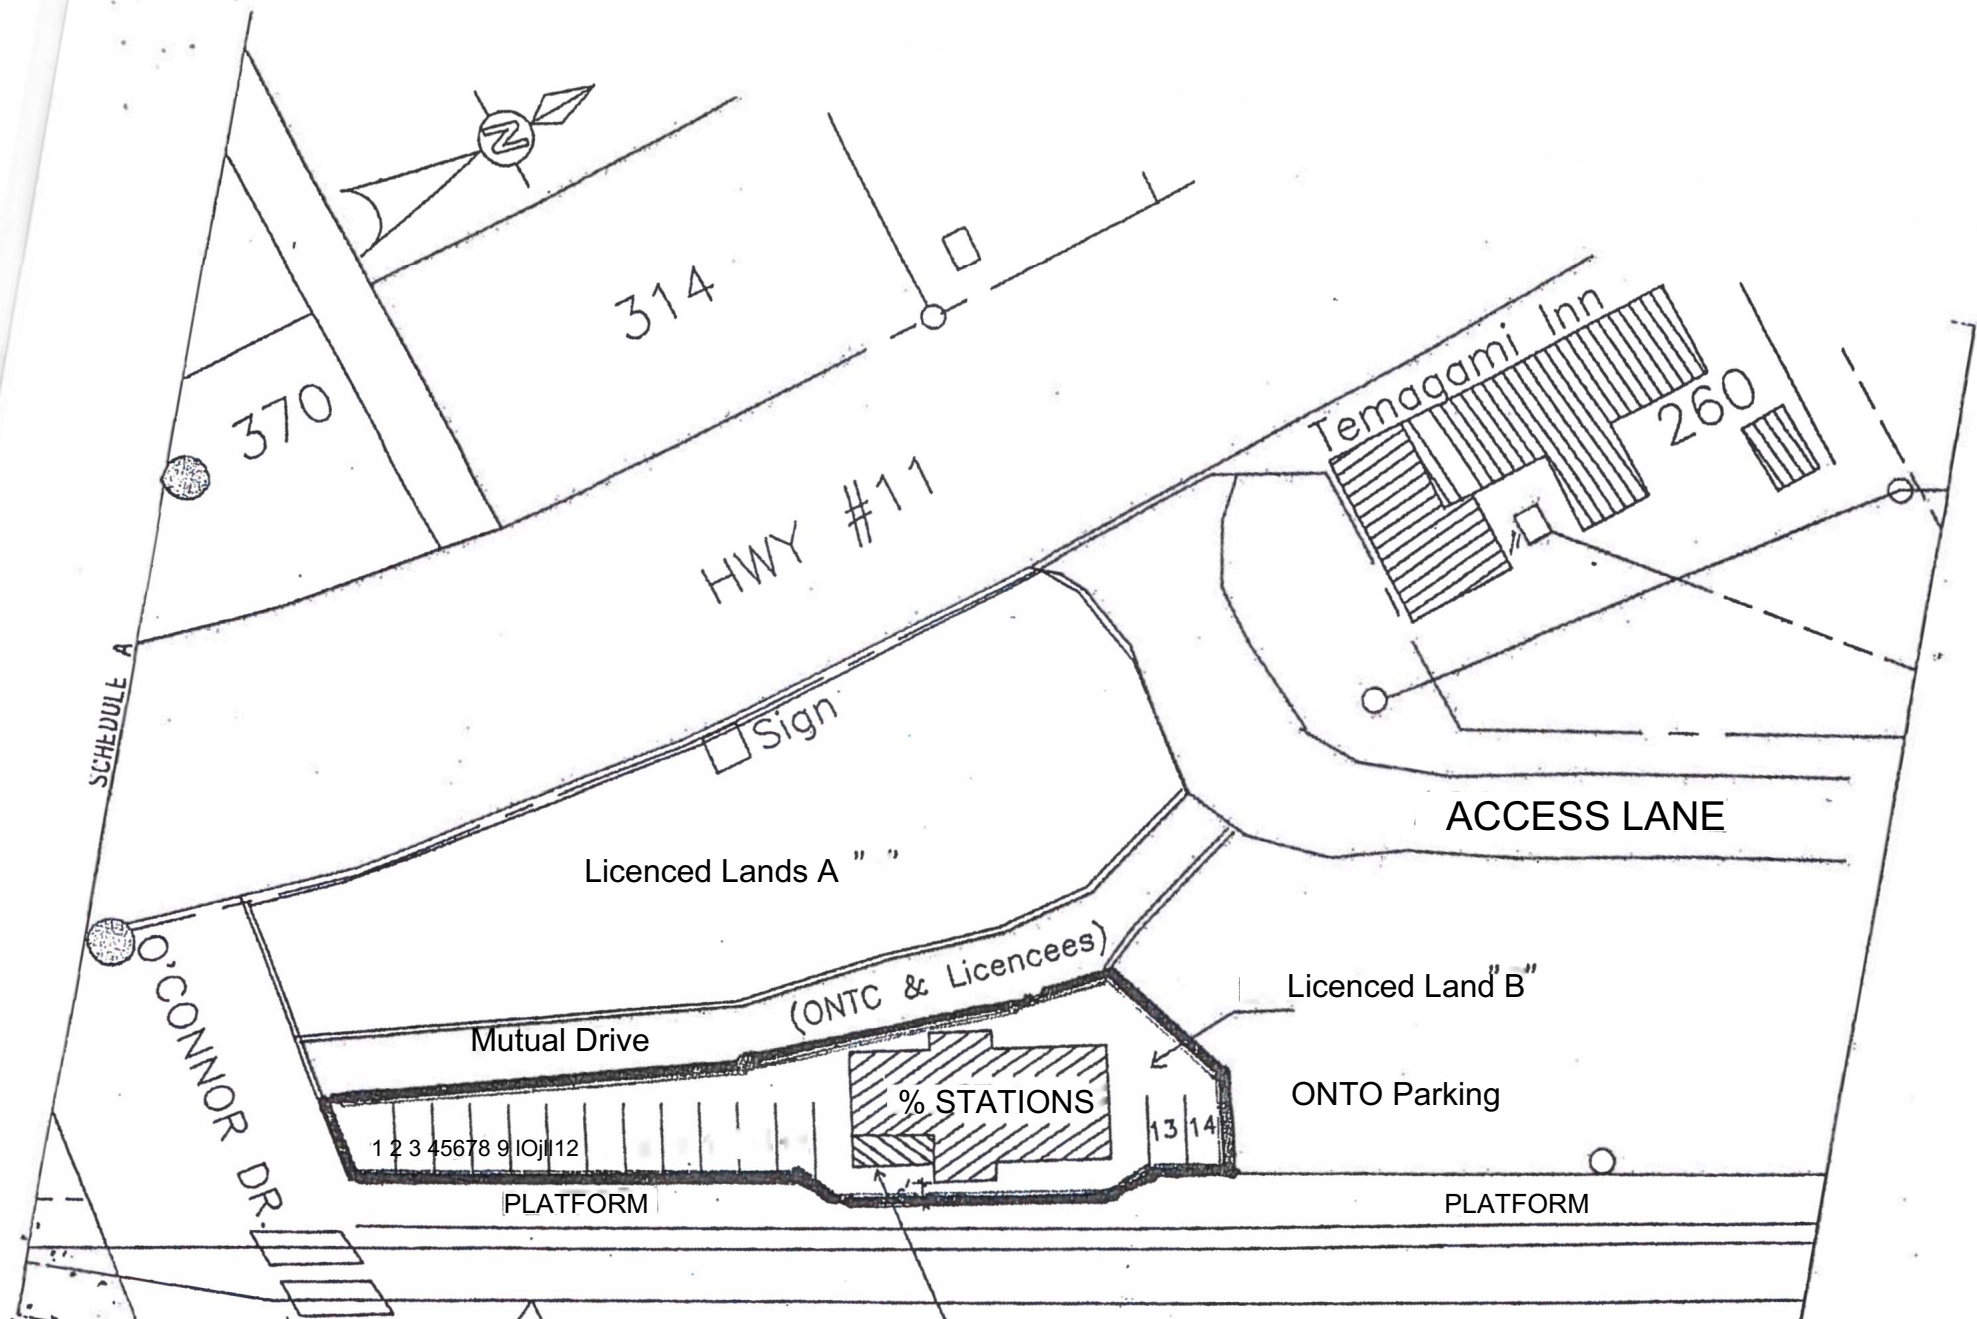 N
314
370
Temagami Inn
260
HWY #11
SCHEDULE A
Sign
ACCESS LANE
Licenced Lands A " "
O'CONNOR DR.
(ONTC & Licencees)
Licenced Land "B"
Mutual Drive
ONTO Parking
% STATIONS
13 14
1 2 3 45678 9 lOjll12
PLATFORM
PLATFORM